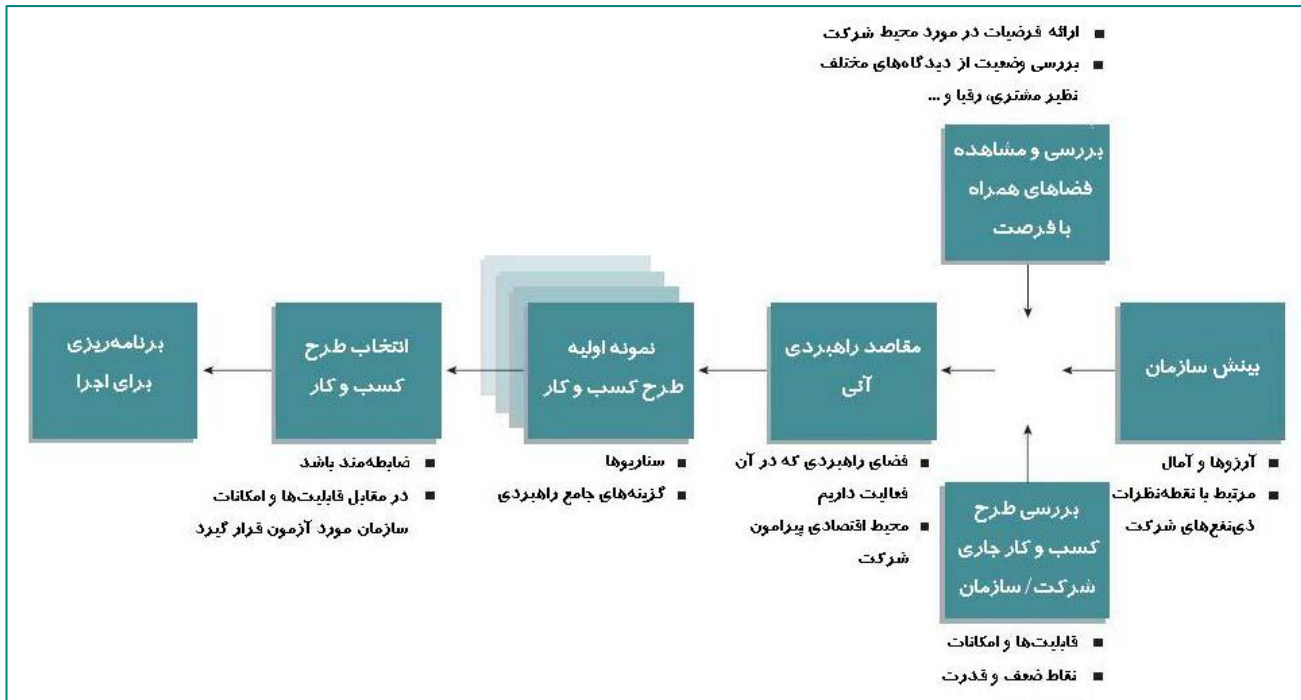 ارائه فرضیات در مورد محیط شرکت
بررسی وضعیت از دیدگاه‌های مختلف
نظیر مشتری، رقبا و ...
بررسی و مشاهده
فضاهای همراه
با فرصت
بینش سازمان
آرزوها و آمال
مرتبط با نقطه‌نظرات
ذی‌نفع‌های شرکت
بررسی طرح
کسب و کار جاری
شرکت/ سازمان
قابلیت‌ها و امکانات
نقاط ضعف و قدرت
مقاصد راهبردی
آتی
فضای راهبردی که در آن
فعالیت داریم
محیط اقتصادی پیرامون
شرکت
نمونه اولیه
طرح کسب و کار
سناریوها
گزینه‌های جامع راهبردی
انتخاب طرح
کسب و کار
ضابطه‌مند باشد
در مقابل قابلیت‌ها و امکانات
سازمان مورد آزمون قرار گیرد
برنامه‌ریزی
برای اجرا